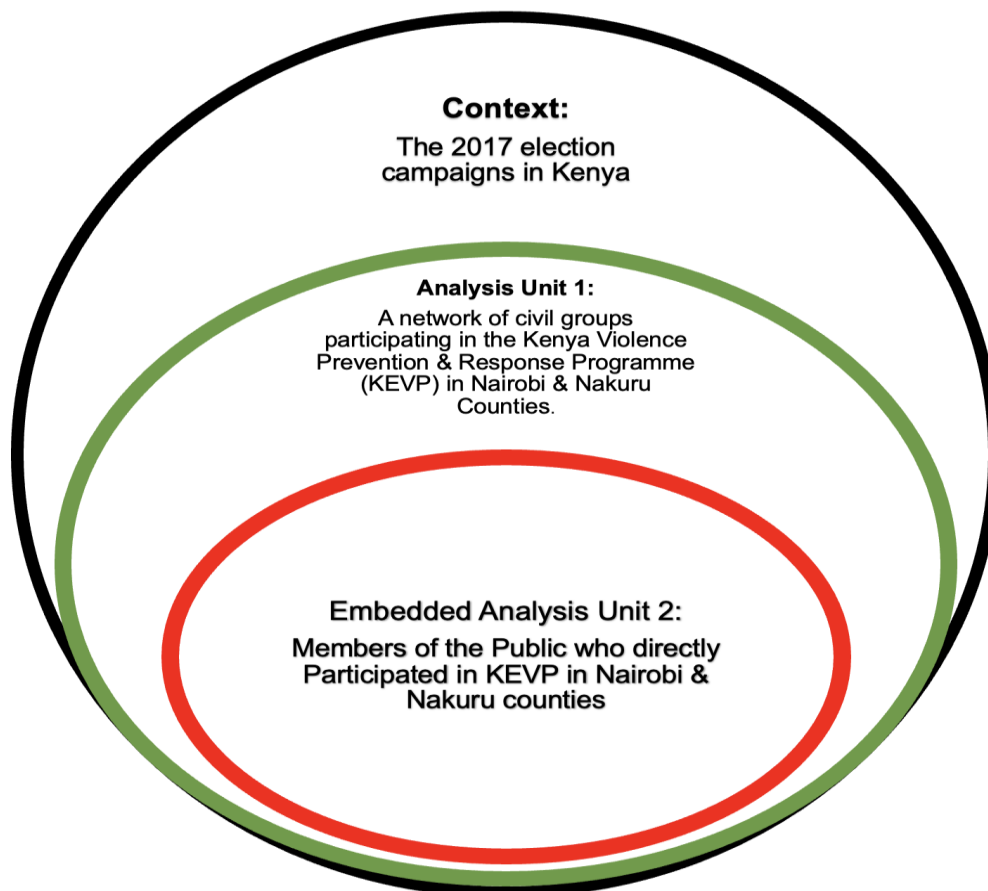 Context:
The 2017 election
campaigns in Kenya
Analysis Unit 1:
A network of civil groups
participating in the Kenya Violence
Prevention & Response Programme
(KEVP) in Nairobi & Nakuru
Counties.
Embedded Analysis Unit 2:
Members of the Public who directly
Participated in KEVP in Nairobi &
Nakuru counties